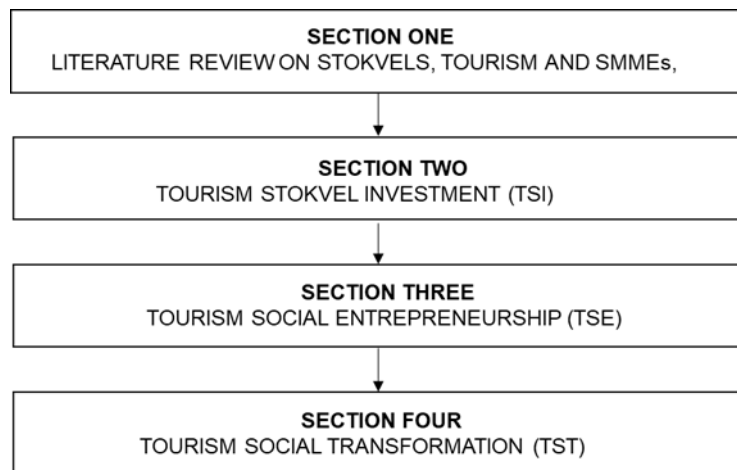 SECTION ONE
LITERATURE REVIEW ON STOKVELS, TOURISM AND SMMEs,
SECTION TWO
TOURISM STOKVEL INVESTMENT (TSI)
SECTION THREE
TOURISM SOCIAL ENTREPRENEURSHIP (TSE)
SECTION FOUR
TOURISM SOCIAL TRANSFORMATION (TST)